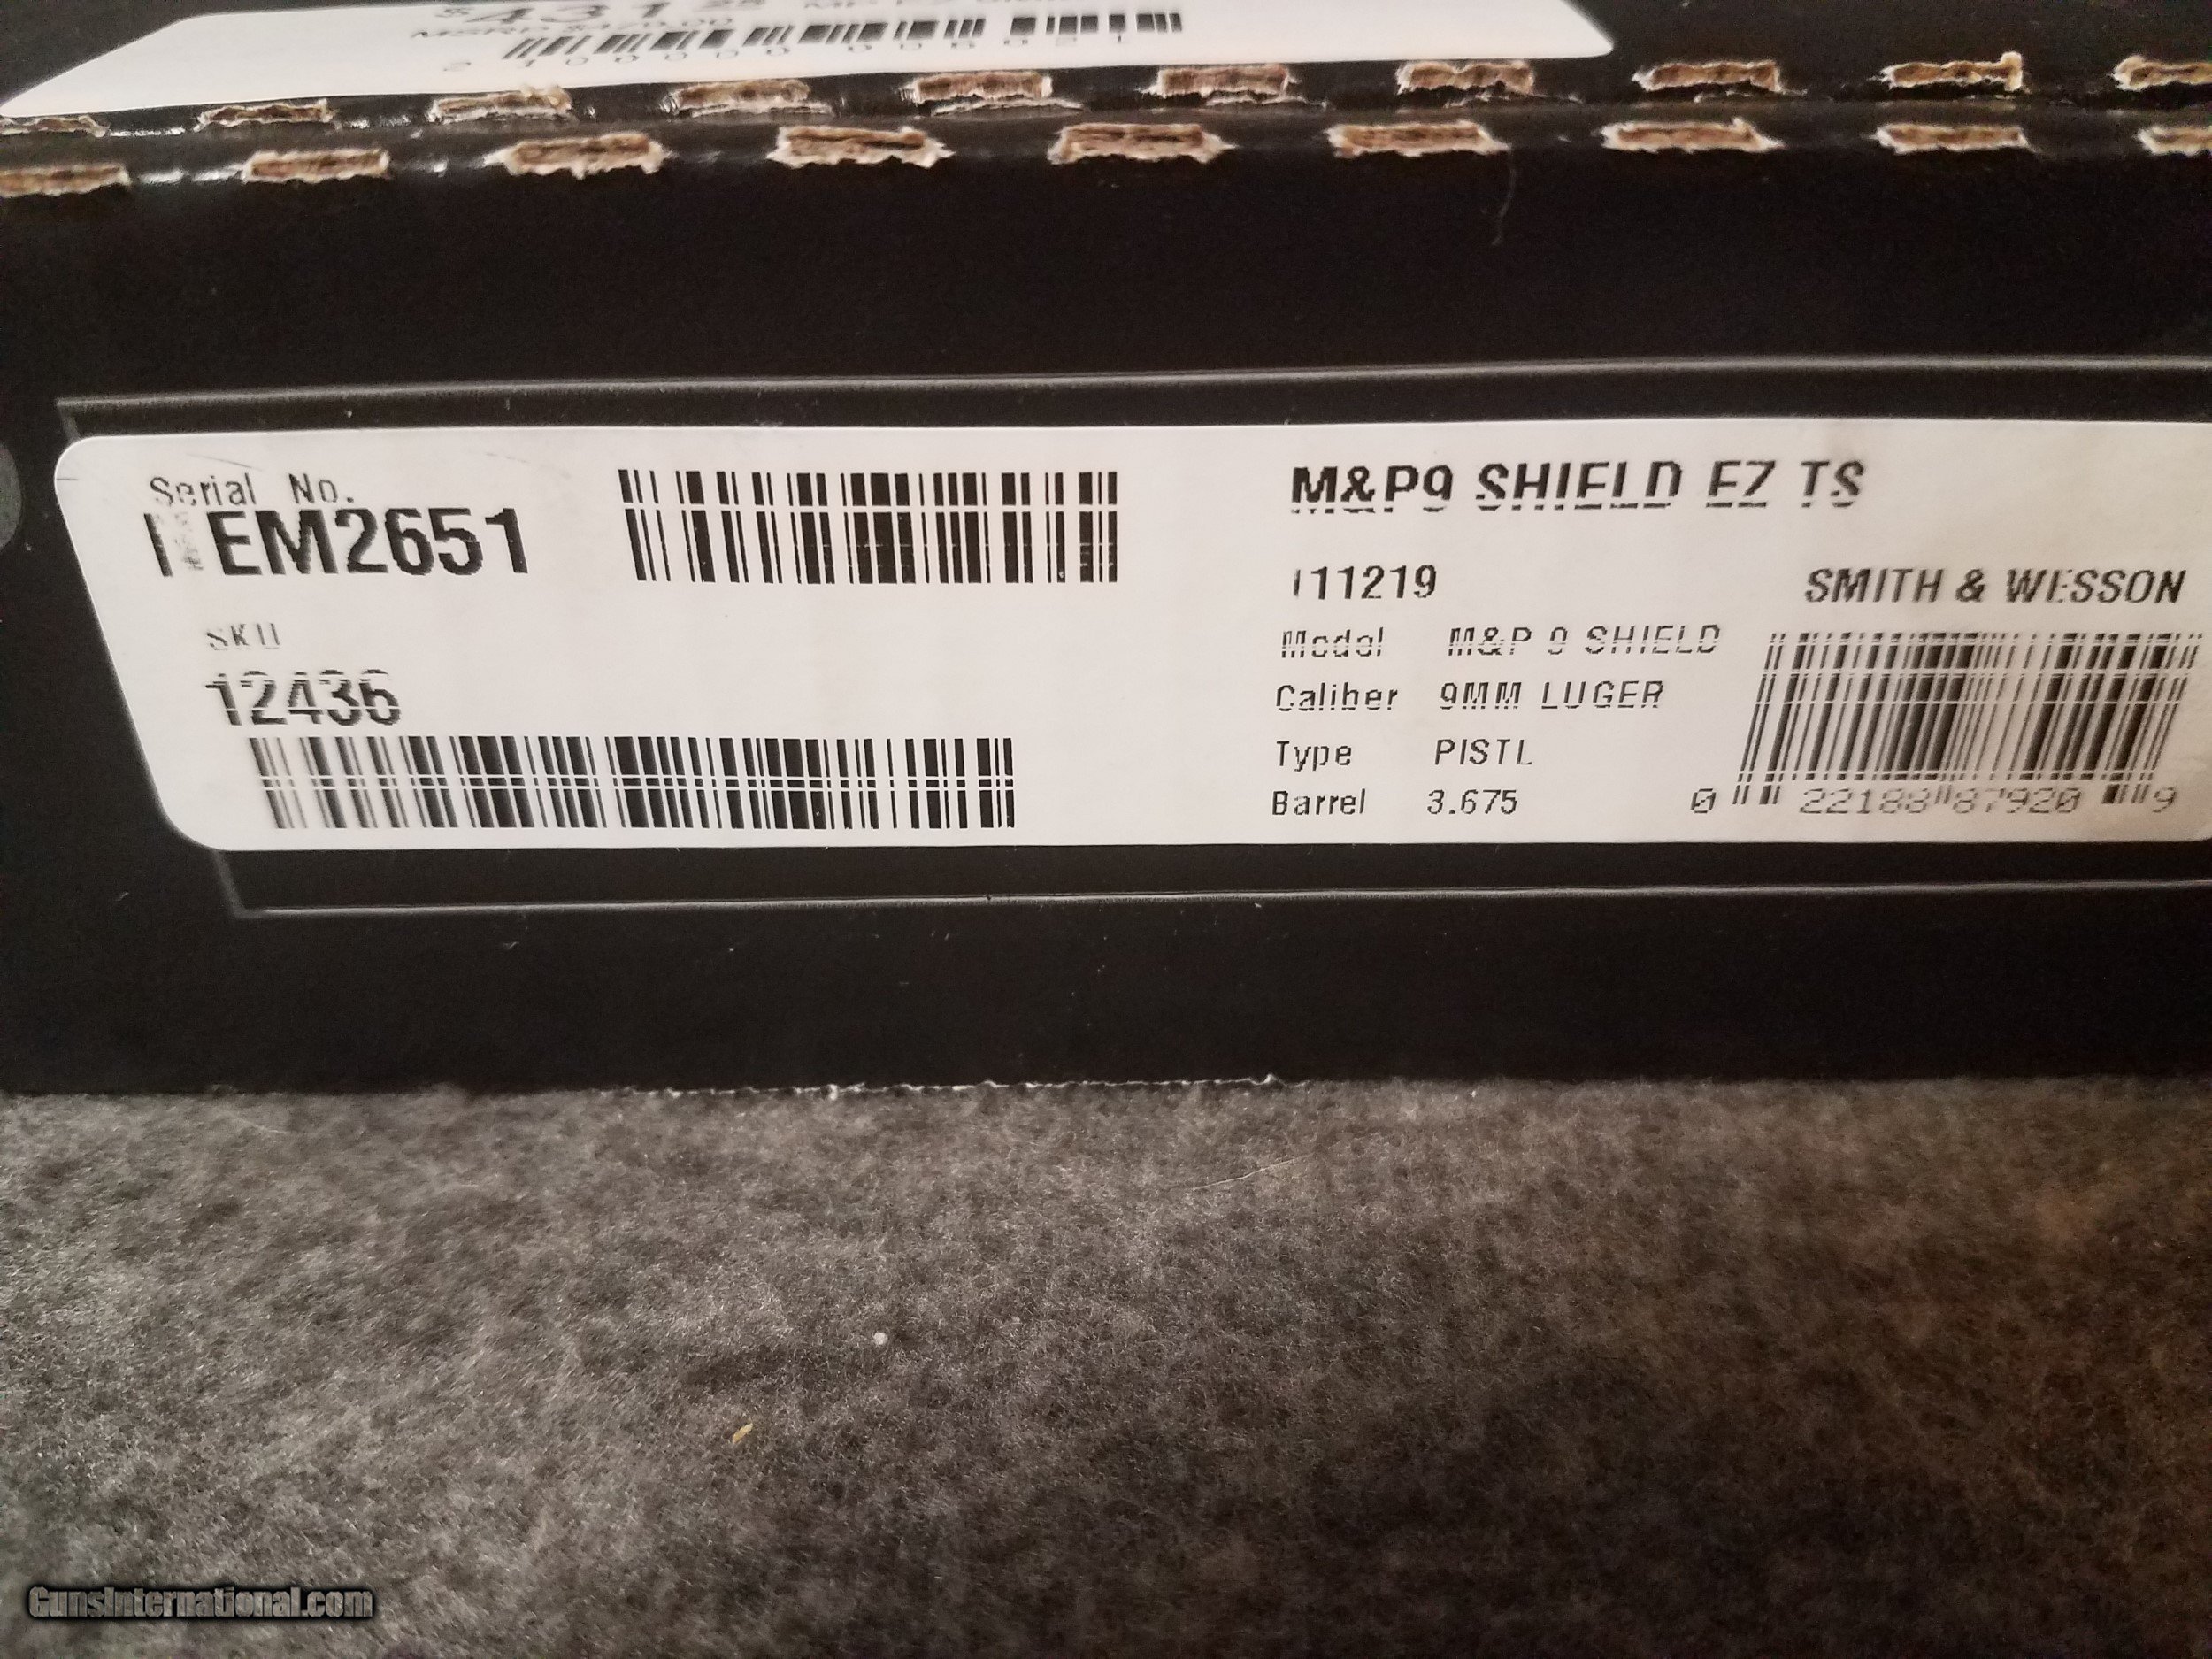 Serial No.
EM2651
SKU
12436
M&P9 SHIELD EZ TS
111219
SMITH & WESSON
Model M&P 9 SHIELD
Caliber 9MM LUGER
Type PISTL
Barrel 3.675
0 22188 87920 9
GunsInternational.com